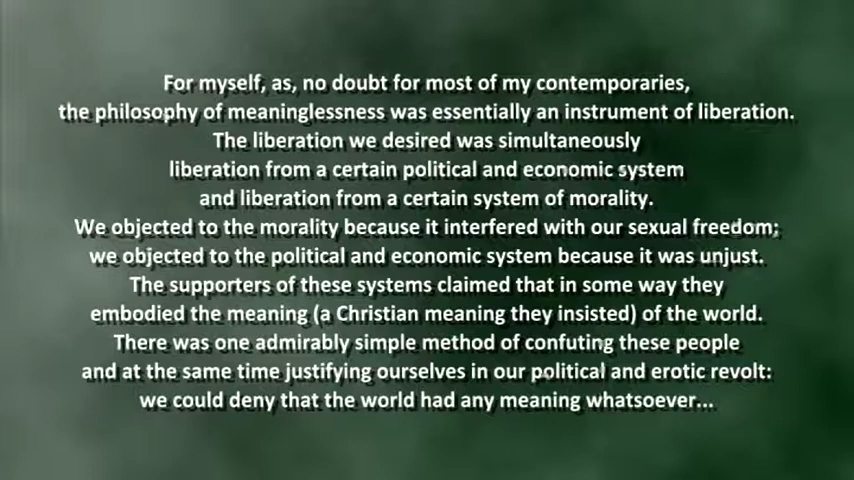 For myself, as, no doubt for most of my contemporaries,
the philosophy of meaninglessness was essentially an instrument of liberation.
The liberation we desired was simultaneously
liberation from a certain political and economic system
and liberation from a certain system of morality.
We objected to the morality because it interfered with our sexual freedom;
we objected to the political and economic system because it was unjust.
The supporters of these systems claimed that in some way they
embodied the meaning (a Christian meaning they insisted) of the world.
There was one admirably simple method of confuting these people
and at the same time justifying ourselves in our political and erotic revolt:
we could deny that the world had any meaning whatsoever...